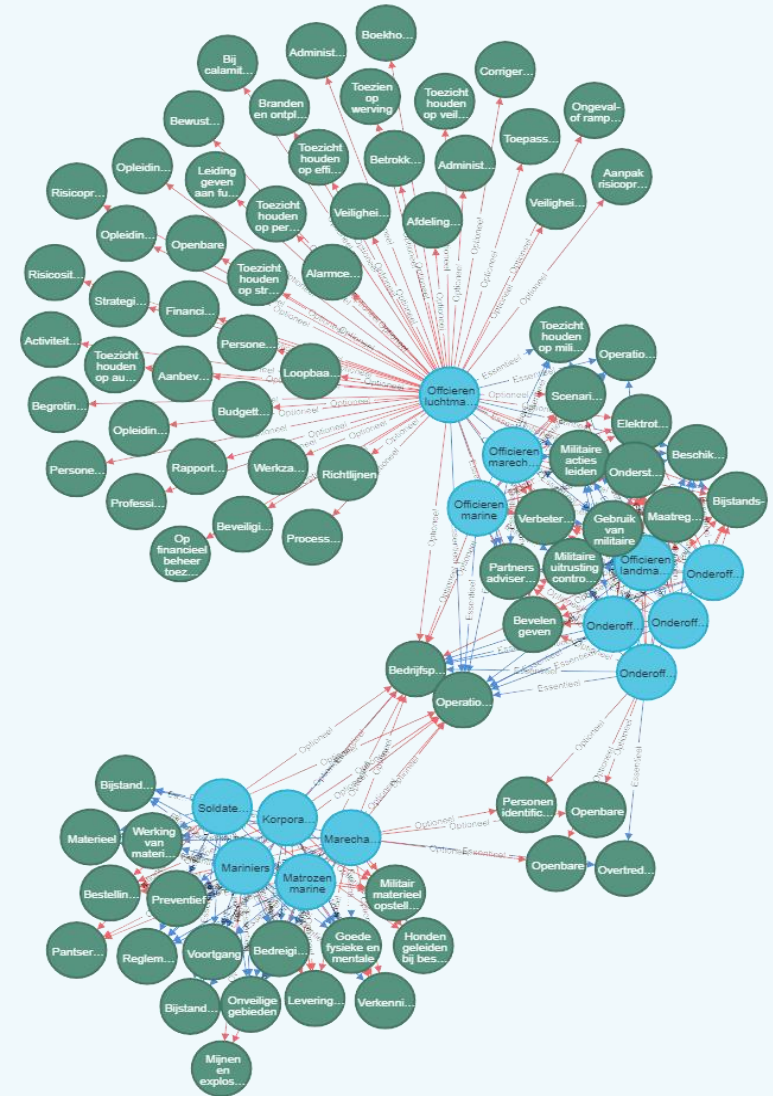 Boekho...
Administ...
Bij
calamit...
Corriger...
Toezien
op
werving
Toezicht
houden
op veil...
Branden
en ontpl...
Ongeval-
of ramp...
Bewust...
Toepass...
Toezicht
houden
op effi...
Betrokk...
Administ...
Opleidin...
Leiding
geven
aan fu...
Aanpak
risicopr...
Risicopr...
Toezicht
houden
op per...
Veilighei...
Afdeling...
Veilighei...
Opleidin...
Openbare
Risicosit...
Toezicht
houden
op str...
Alarmce...
Strategi...
Financi...
Activiteit...
Toezicht
houden
op au...
Persone...
Aanbev...
Loopbaa...
Begrotin...
Opleidin...
Budgett...
Persone...
Rapport...
Werkza...
Richtlijnen
Professi...
Beveiligi...
Process...
Op
financieel
beheer
toez...
Toezicht
houden
op mili...
Operatio...
Offcieren
luchtma...
Scenari...
Elektrot...
Officieren
marech...
Militaire
acties
leiden
Onderst...
Beschik...
Bijstands-
Officieren
marine
Verbeter...
Gebruik
van
militaire
Maatreg...
Partners
adviser...
Militaire
uitrusting
contro...
Officieren
landma...
Onderoff...
Bevelen
geven
Onderoff...
Onderoff...
Onderoff...
Bedrijfsp...
Operatio...
Optioneel
Essentieel
Bijstand...
Soldate...
Korpora...
Marecha...
Personen
identific...
Openbare
Materieel
Werking
van
materi...
Mariniers
Matrozen
marine
Openbare
Overtred...
Bestellin...
Preventief
Militair
materieel
opstell...
Pantser...
Reglem...
Voortgang
Bedreigi...
Goede
fysieke en
mentale
Honden
geleiden
bij bes...
Bijstand...
Onveilige
gebieden
Levering...
Verkenni...
Mijnen
en
explos...